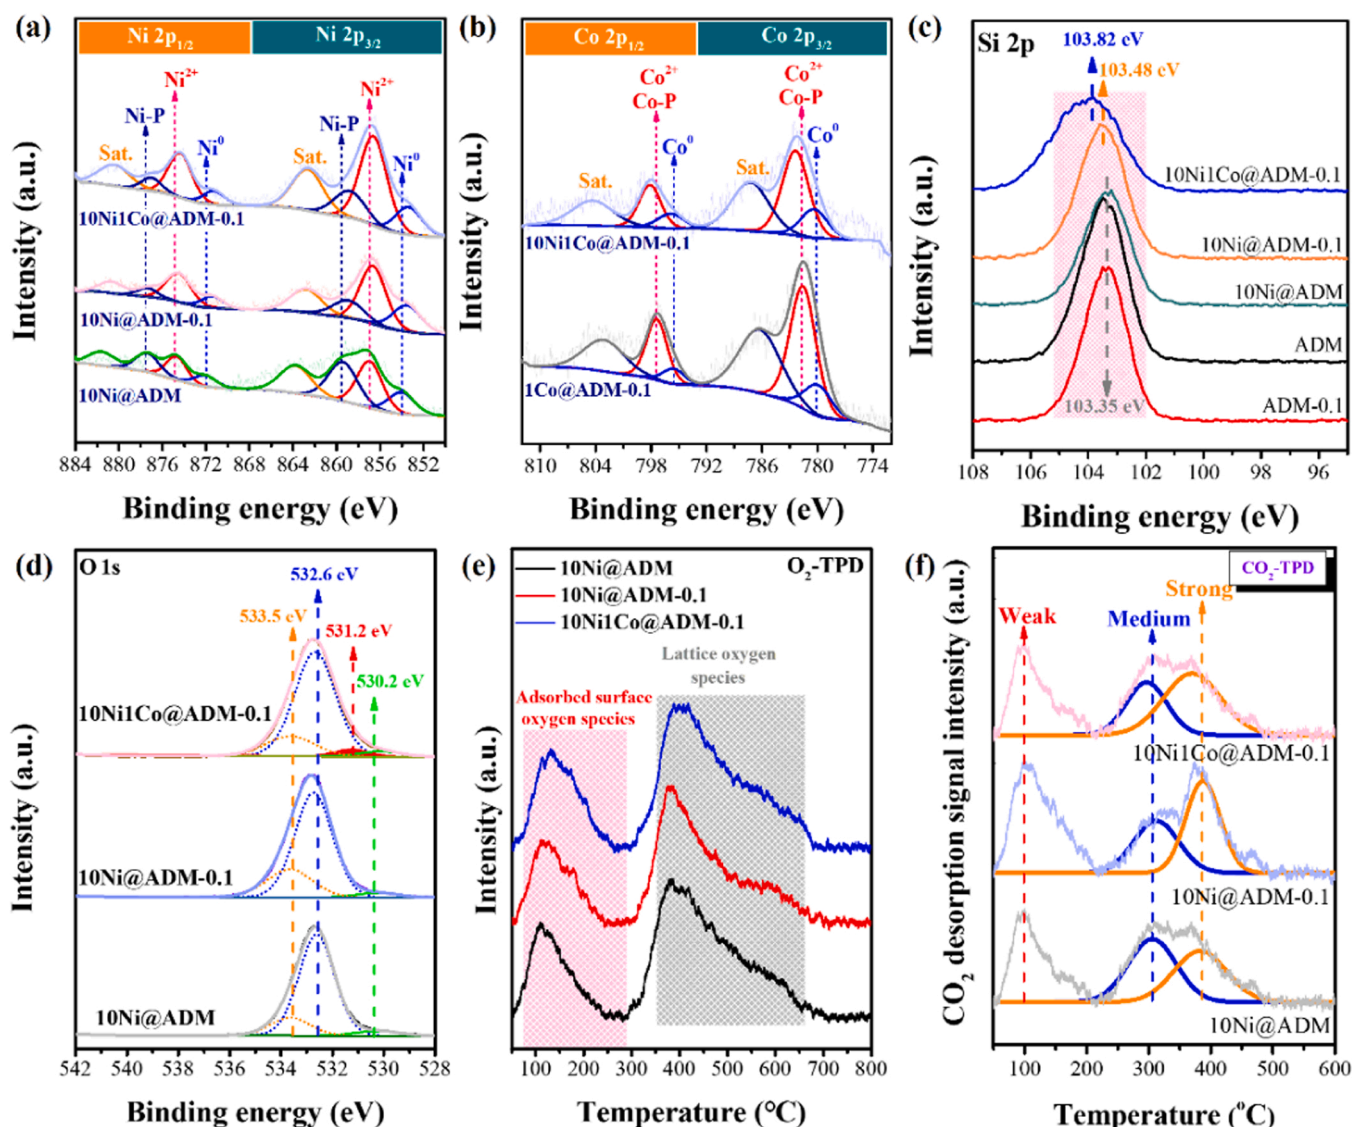 (a)
Ni 2p1/2 Ni 2p3/2
Ni2+ Ni2+
Ni-P Ni-P
Ni0 Ni0
Sat. Sat.
10Ni1Co@ADM-0.1
10Ni@ADM-0.1
10Ni@ADM
884 880 876 872 868 864 860 856 852
Binding energy (eV)
Intensity (a.u.)
(b)
Co 2p1/2 Co 2p3/2
Co2+ Co2+
Co-P Co-P
Co0 Co0
Sat. Sat.
10Ni1Co@ADM-0.1
1Co@ADM-0.1
810 804 798 792 786 780 774
Binding energy (eV)
Intensity (a.u.)
(c)
Si 2p
103.82 eV
103.48 eV
10Ni1Co@ADM-0.1
10Ni@ADM-0.1
10Ni@ADM
ADM
103.35 eV
ADM-0.1
108 106 104 102 100 98 96
Binding energy (eV)
Intensity (a.u.)
(d)
O 1s
532.6 eV
533.5 eV
531.2 eV
530.2 eV
10Ni1Co@ADM-0.1
10Ni@ADM-0.1
10Ni@ADM
542 540 538 536 534 532 530 528
Binding energy (eV)
Intensity (a.u.)
(e)
10Ni@ADM
10Ni@ADM-0.1
10Ni1Co@ADM-0.1
O2-TPD
Lattice oxygen
species
Adsorbed surface
oxygen species
100 200 300 400 500 600 700 800
Temperature (°C)
Intensity (a.u.)
(f)
CO2-TPD
Strong
Weak
Medium
10Ni1Co@ADM-0.1
10Ni@ADM-0.1
10Ni@ADM
100 200 300 400 500 600
Temperature (°C)
CO2 desorption signal intensity (a.u.)